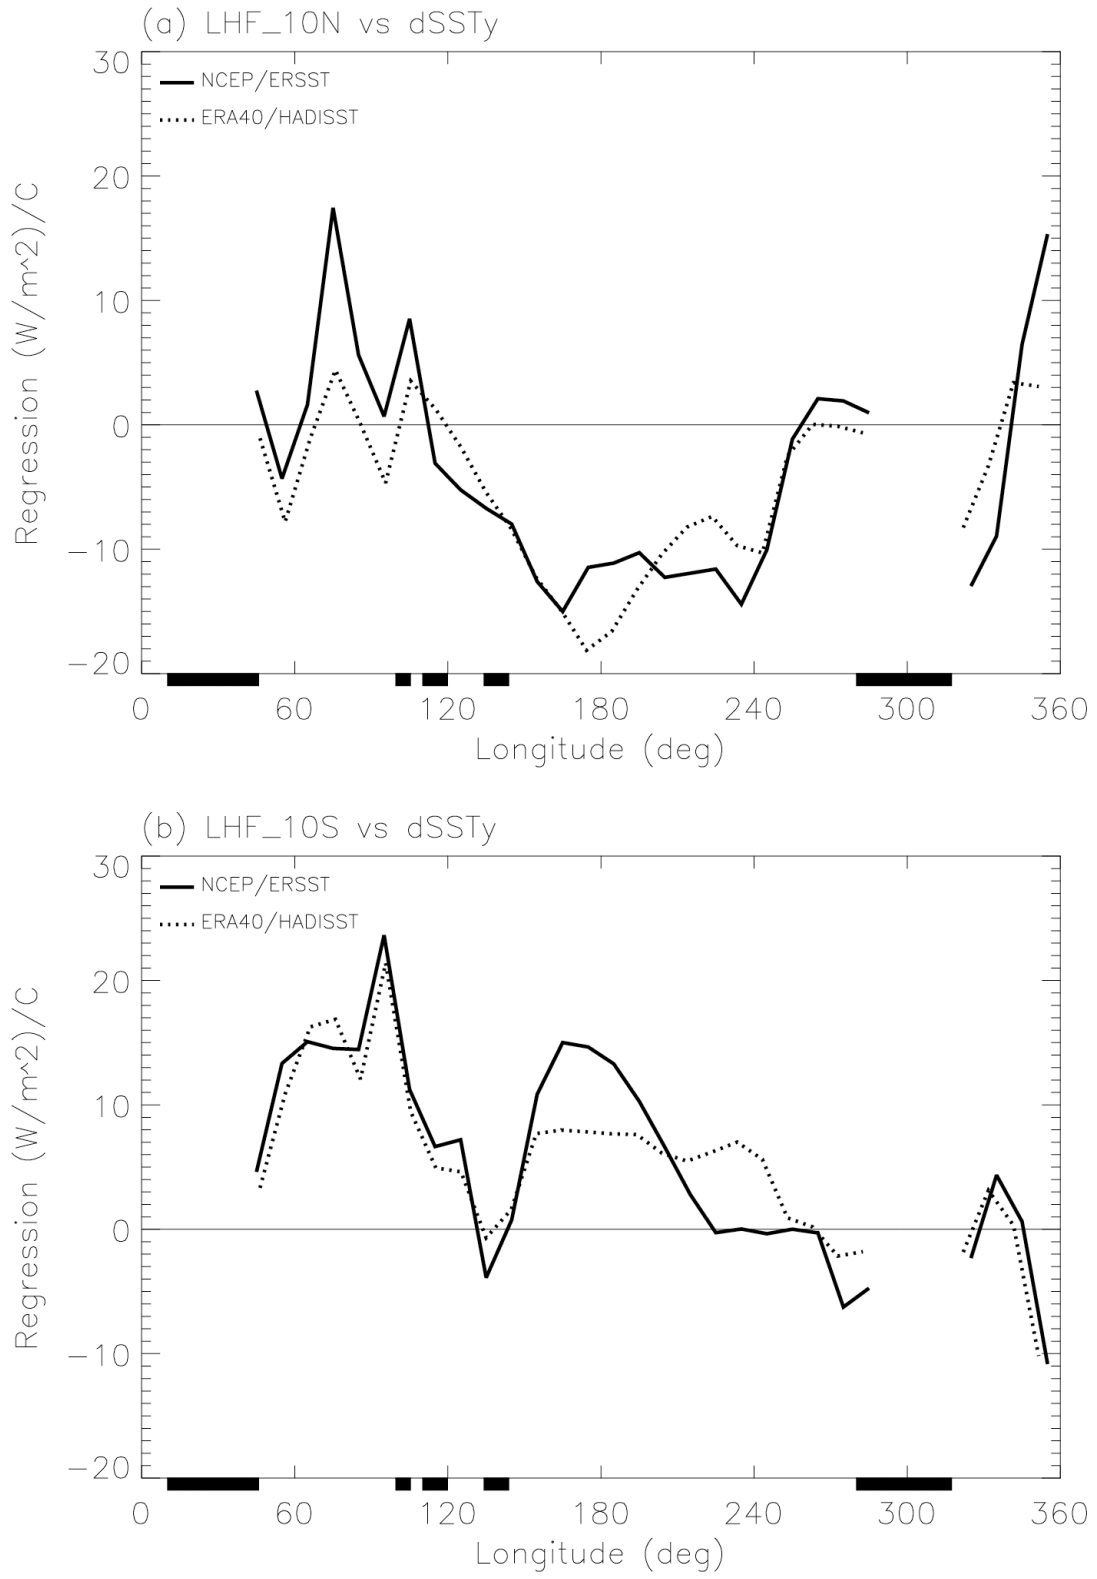 (a) LHF_10N vs dSSTy
30
NCEP/ERSST
ERA40/HADISST
20
10
0
−10
−20
Regression (W/m^2)/C
0 60 120 180 240 300 360
Longitude (deg)
(b) LHF_10S vs dSSTy
30
NCEP/ERSST
ERA40/HADISST
20
10
0
−10
−20
Regression (W/m^2)/C
0 60 120 180 240 300 360
Longitude (deg)